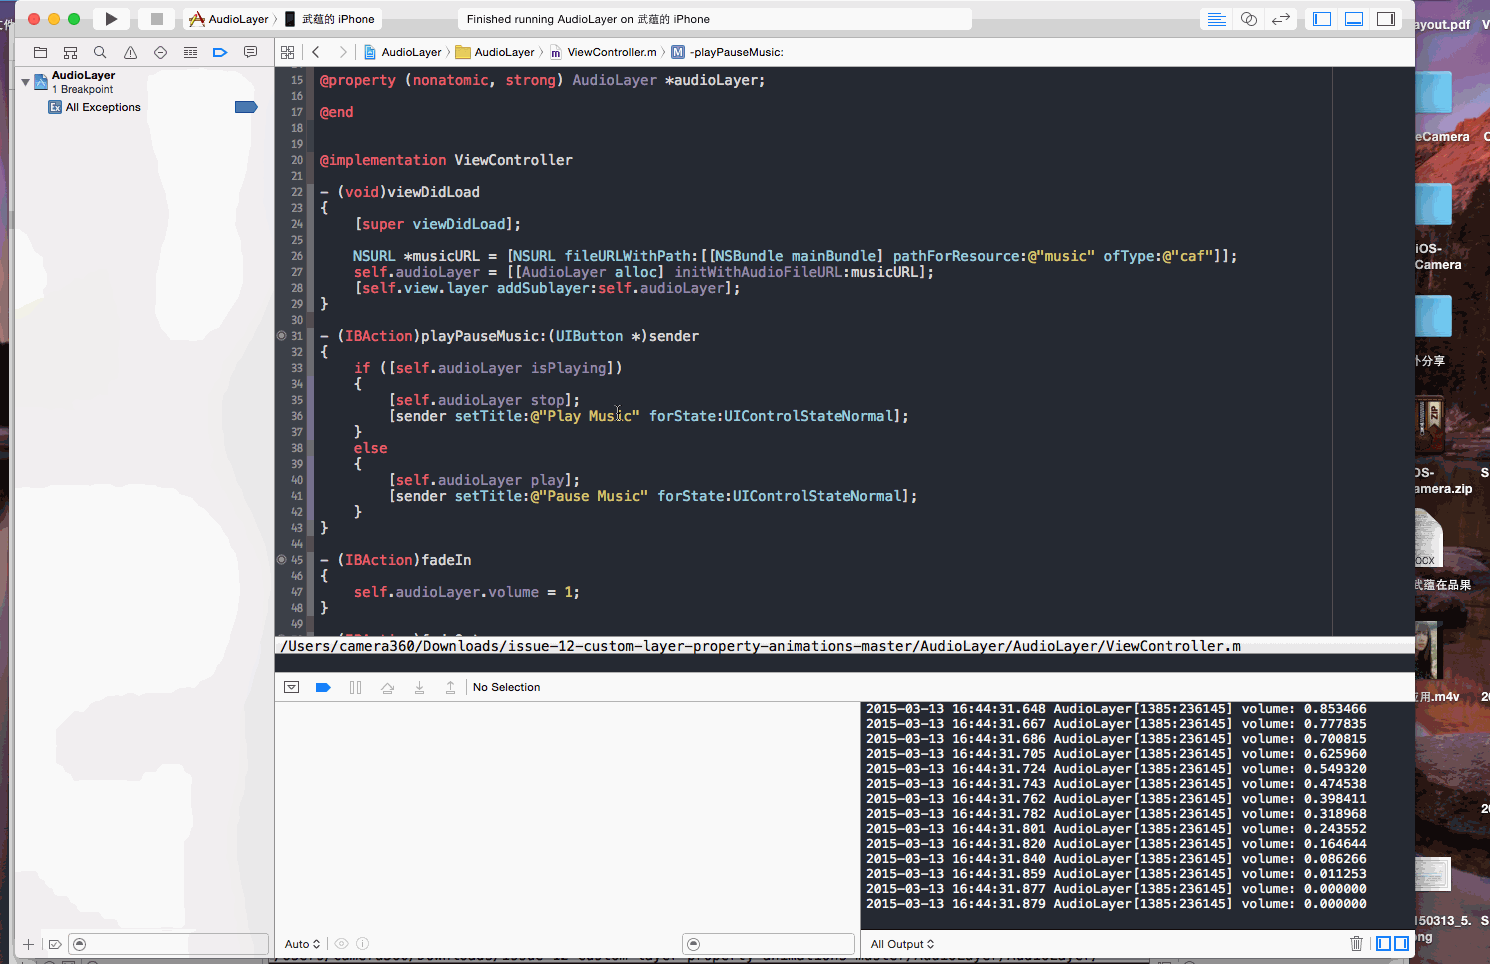 AudioLayer 武蕴的 iPhone
Finished running AudioLayer on 武蕴的 iPhone
AudioLayer AudioLayer ViewController.m M -playPauseMusic:
AudioLayer
1 Breakpoint
Ex All Exceptions
15 @property (nonatomic, strong) AudioLayer *audioLayer;
16
17 @end
18
19
20 @implementation ViewController
21
22 - (void)viewDidLoad
23 {
24 [super viewDidLoad];
25
26 NSURL *musicURL = [NSURL fileURLWithPath:[[NSBundle mainBundle] pathForResource:@"music" ofType:@"caf"]];
27 self.audioLayer = [[AudioLayer alloc] initWithAudioFileURL:musicURL];
28 [self.view.layer addSublayer:self.audioLayer];
29 }
30
31 - (IBAction)playPauseMusic:(UIButton *)sender
32 {
33 if ([self.audioLayer isPlaying])
34 {
35 [self.audioLayer stop];
36 [sender setTitle:@"Play Music" forState:UIControlStateNormal];
37 }
38 else
39 {
40 [self.audioLayer play];
41 [sender setTitle:@"Pause Music" forState:UIControlStateNormal];
42 }
43 }
44
45 - (IBAction)fadeIn
46 {
47 self.audioLayer.volume = 1;
48 }
49
/Users/camera360/Downloads/issue-12-custom-layer-property-animations-master/AudioLayer/AudioLayer/ViewController.m
No Selection
2015-03-13 16:44:31.648 AudioLayer[1385:236145] volume: 0.853466
2015-03-13 16:44:31.667 AudioLayer[1385:236145] volume: 0.777835
2015-03-13 16:44:31.686 AudioLayer[1385:236145] volume: 0.700815
2015-03-13 16:44:31.705 AudioLayer[1385:236145] volume: 0.625960
2015-03-13 16:44:31.724 AudioLayer[1385:236145] volume: 0.549320
2015-03-13 16:44:31.743 AudioLayer[1385:236145] volume: 0.474538
2015-03-13 16:44:31.762 AudioLayer[1385:236145] volume: 0.398411
2015-03-13 16:44:31.782 AudioLayer[1385:236145] volume: 0.318968
2015-03-13 16:44:31.801 AudioLayer[1385:236145] volume: 0.243552
2015-03-13 16:44:31.820 AudioLayer[1385:236145] volume: 0.164644
2015-03-13 16:44:31.840 AudioLayer[1385:236145] volume: 0.086266
2015-03-13 16:44:31.859 AudioLayer[1385:236145] volume: 0.011253
2015-03-13 16:44:31.877 AudioLayer[1385:236145] volume: 0.000000
2015-03-13 16:44:31.879 AudioLayer[1385:236145] volume: 0.000000
Auto
All Output
ayout.pdf
eCamera
iOS-
Camera
分享
ZIP
OS-
amera.zip
OCX
武蕴在品果
用.m4v
150313_5.
ng